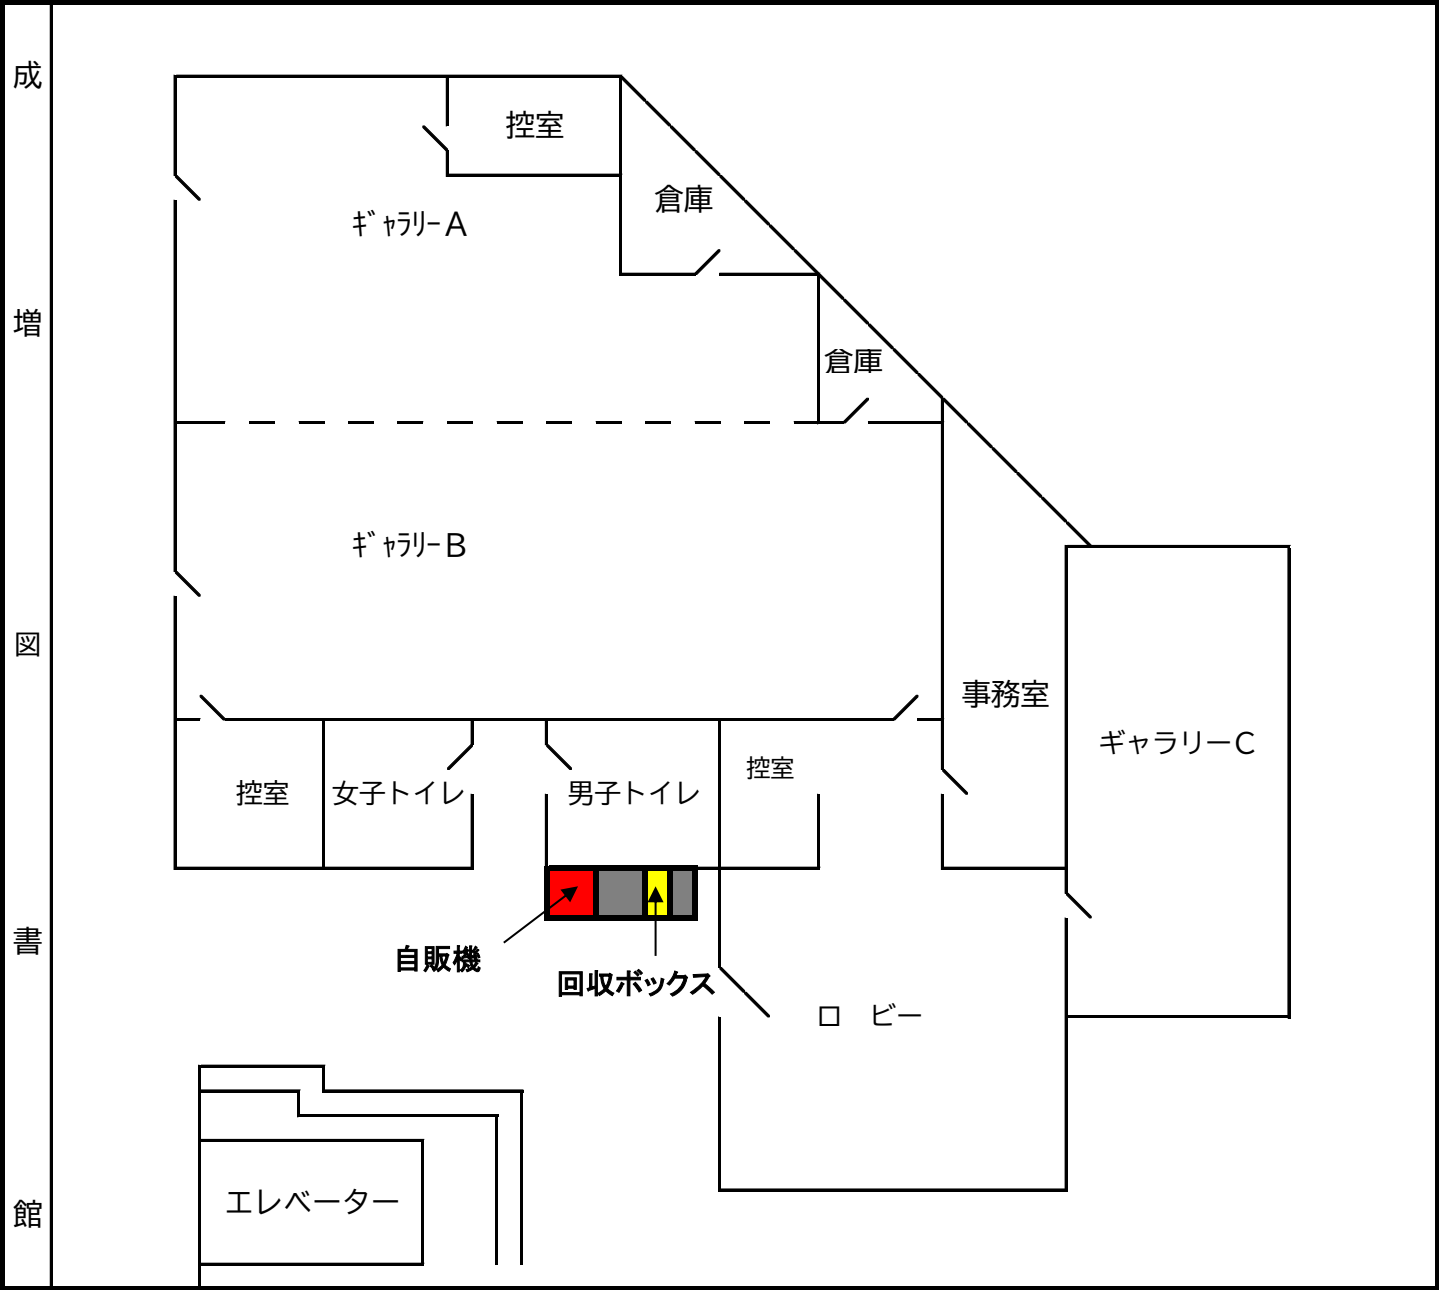 成増図書館
控室
倉庫
ｷﾞｬﾗﾘｰＡ
倉庫
ｷﾞｬﾗﾘｰＢ
事務室
ギャラリーＣ
控室
女子トイレ
男子トイレ
控室
自販機
回収ボックス
ロ　ビー
エレベーター